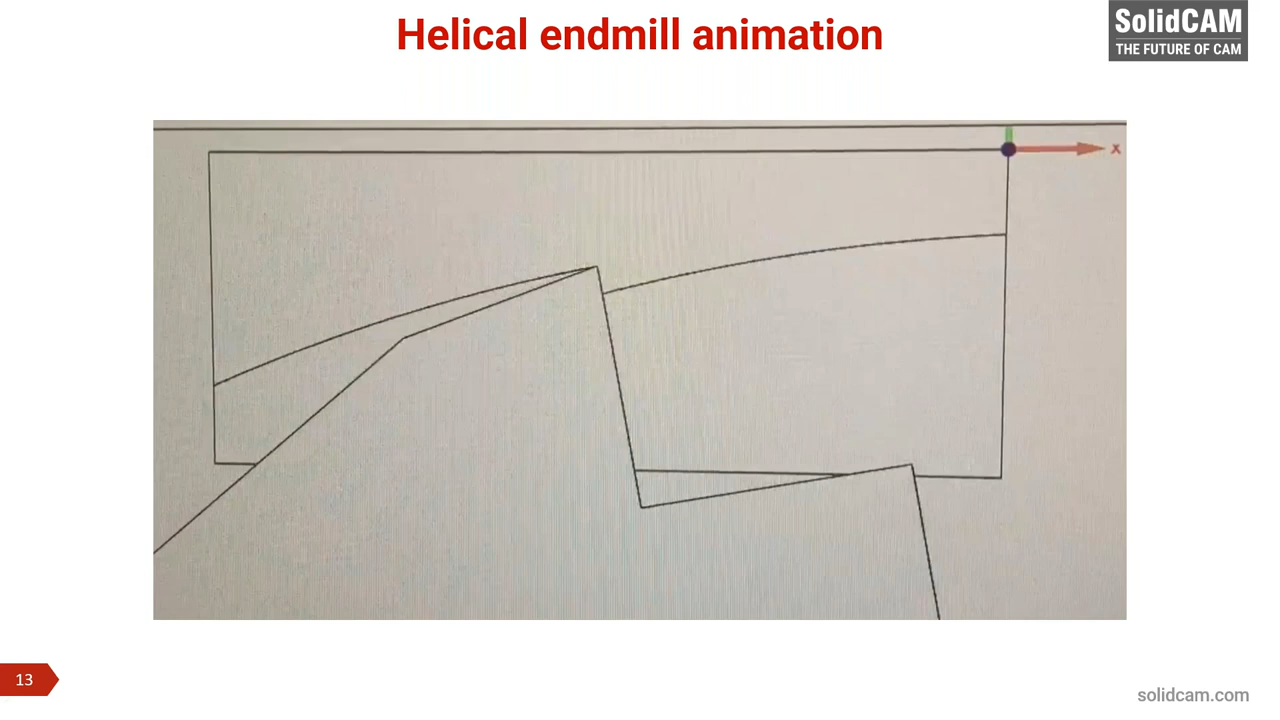 Helical endmill animation
SolidCAM
THE FUTURE OF CAM
x
13
solidcam.com